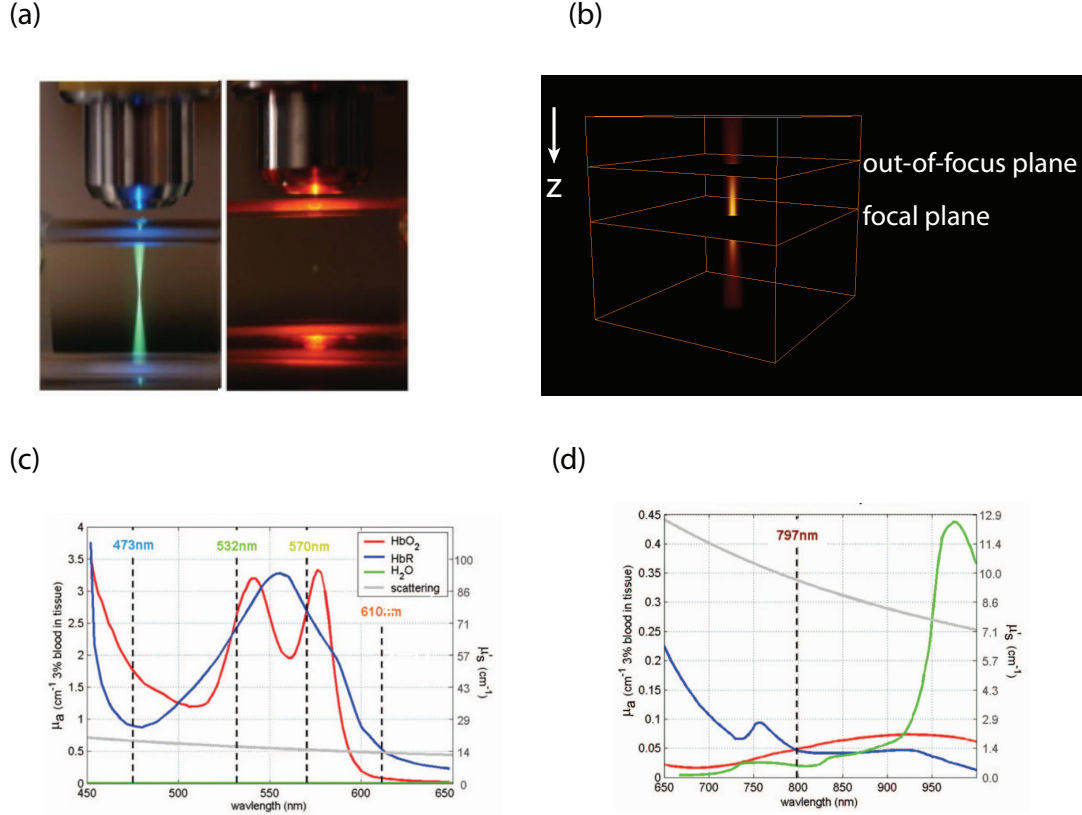 (a)
(b)
z
out-of-focus plane
focal plane
(c)
(d)
4
3.5
3
2.5
2
1.5
1
0.5
0
μa (cm-1 3% blood in tissue)
473nm
532nm
570nm
HbO2
HbR
H2O
scattering
100
86
71
57
43
29
14
0
μ's (cm-1)
450
500
550
600
650
wavlength (nm)
0.45
0.4
0.35
0.3
0.25
0.2
0.15
0.1
0.05
0
μa (cm-1 3% blood in tissue)
797nm
12.9
11.4
10.0
8.6
7.1
5.7
4.3
2.9
1.4
0.0
μ's (cm-1)
650
700
750
800
850
900
950
wavlength (nm)